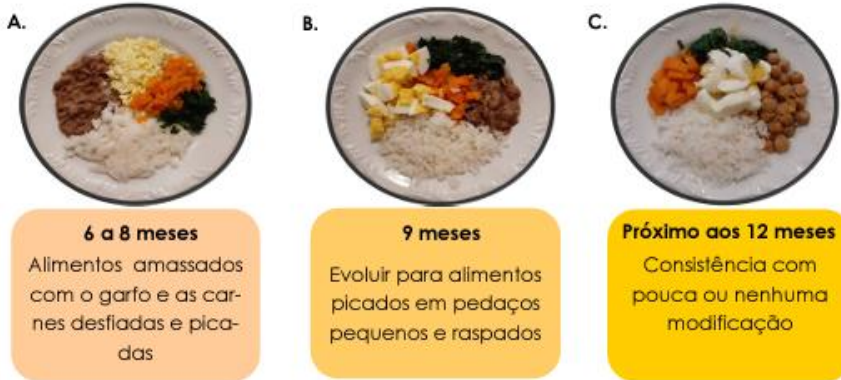 A.
B.
C.
6 a 8 meses
Alimentos amassados
com o garfo e as car-
nes desfiadas e pica-
das
9 meses
Evoluir para alimentos
picados em pedaços
pequenos e raspados
Próximo aos 12 meses
Consistência com
pouca ou nenhuma
modificação